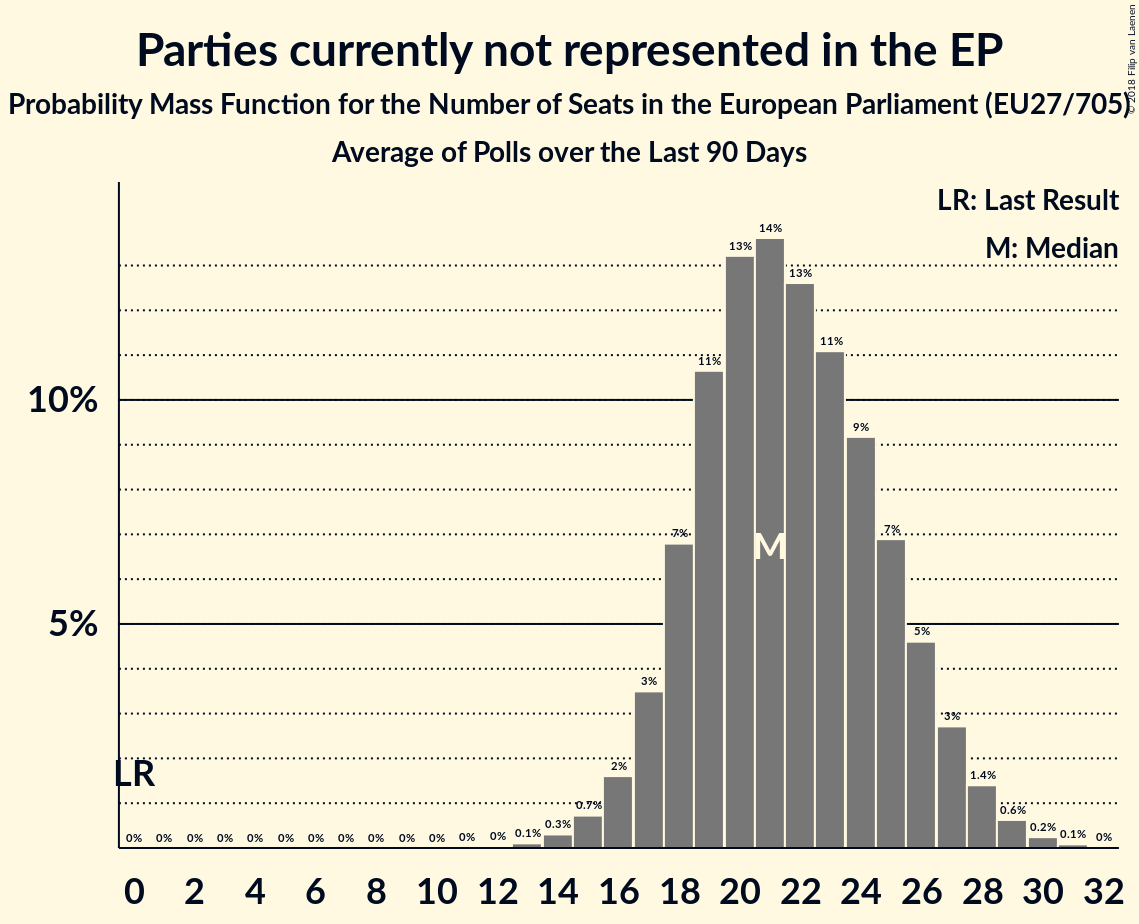 Parties currently not represented in the EP
Probability Mass Function for the Number of Seats in the European Parliament (EU27/705)
Average of Polls over the Last 90 Days
© 2018 Filip van Laenen
LR: Last Result
M: Median
10%
5%
0% 0% 0% 0% 0% 0% 0% 0% 0% 0% 0% 0% 0% 0.1% 0.3% 0.7% 2% 3% 7% 11% 13% 14% 13% 11% 9% 7% 5% 3% 1.4% 0.6% 0.2% 0.1% 0%
M
LR
0 2 4 6 8 10 12 14 16 18 20 22 24 26 28 30 32